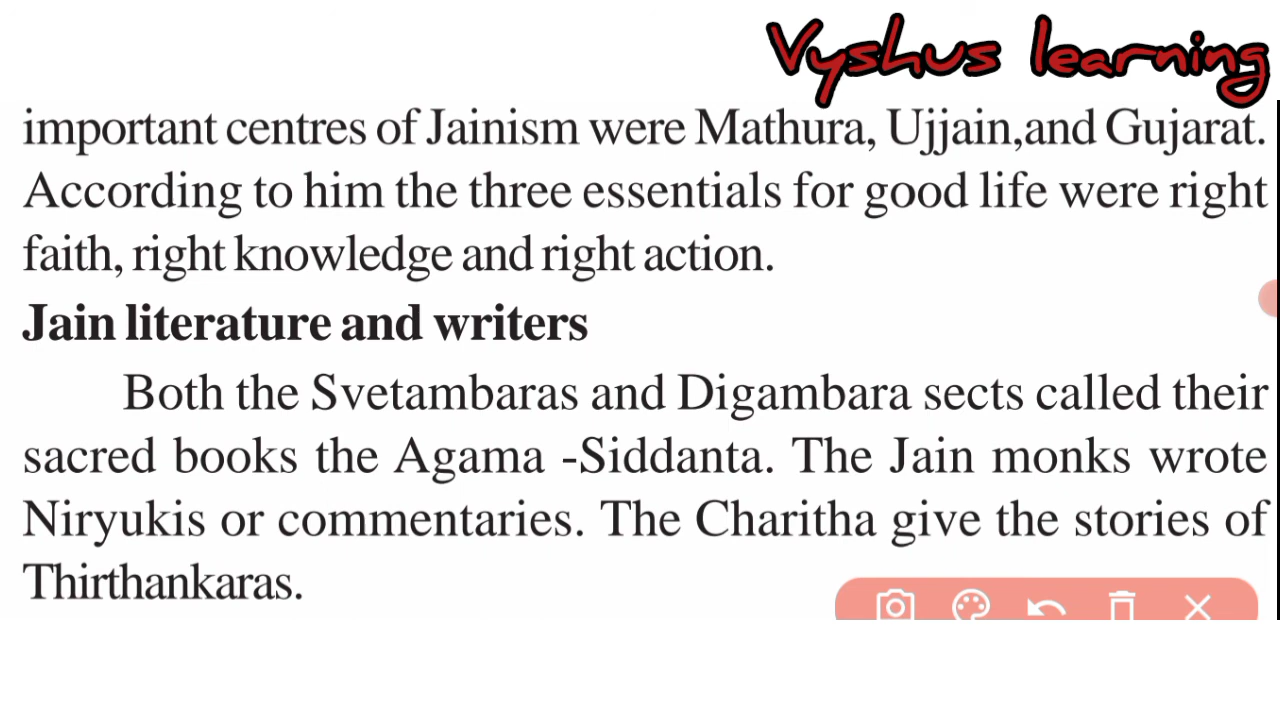 Vyshus learning
important centres of Jainism were Mathura, Ujjain,and Gujarat.
According to him the three essentials for good life were right
faith, right knowledge and right action.
Jain literature and writers
Both the Svetambaras and Digambara sects called their
sacred books the Agama -Siddanta. The Jain monks wrote
Niryukis or commentaries. The Charitha give the stories of
Thirthankaras.